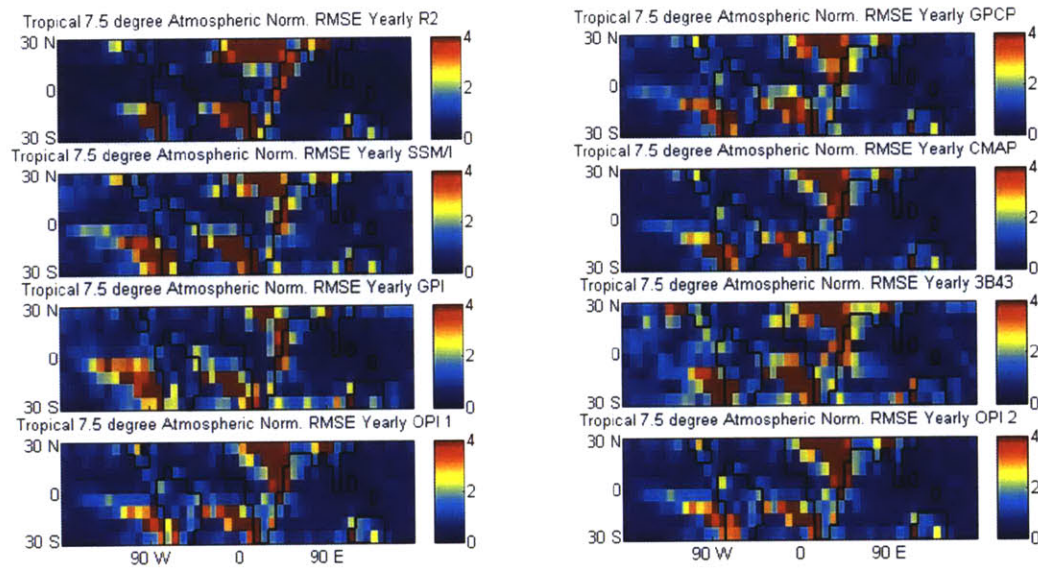 Tropical 7.5 degree Atmospheric Norm. RMSE Yearly R2
30 N
0
30 S
4
2
0
Tropical 7.5 degree Atmospheric Norm. RMSE Yearly SSM/I
30 N
0
30 S
4
2
0
Tropical 7.5 degree Atmospheric Norm. RMSE Yearly GPI
30 N
0
30 S
4
2
0
Tropical 7.5 degree Atmospheric Norm. RMSE Yearly OPI 1
30 N
0
30 S
4
2
0
90 W 0 90 E
Tropical 7.5 degree Atmospheric Norm. RMSE Yearly GPCP
30 N
0
30 S
4
2
0
Tropical 7.5 degree Atmospheric Norm. RMSE Yearly CMAP
30 N
0
30 S
4
2
0
Tropical 7.5 degree Atmospheric Norm. RMSE Yearly 3B43
30 N
0
30 S
4
2
0
Tropical 7.5 degree Atmospheric Norm. RMSE Yearly OPI 2
30 N
0
30 S
4
2
0
90 W 0 90 E